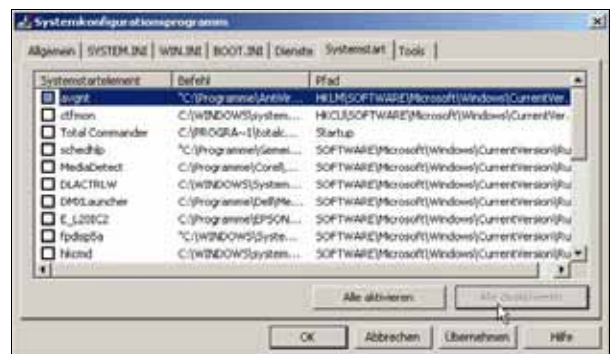 Systemkonfigurationsprogramm
Allgemein SYSTEM.INI WIN.INI BOOT.INI Dienste Systemstart Tools
Systemstartelement Befehl Pfad
avgnt "C:\Programme\AntiVir... HKLM\SOFTWARE\Microsoft\Windows\CurrentVer...
ctfmon C:\WINDOWS\system... HKCU\SOFTWARE\Microsoft\Windows\CurrentVer...
Total Commander C:\PROGRA~1\totalc... Startup
schedhlp "C:\Programme\Gemei... SOFTWARE\Microsoft\Windows\CurrentVersion\Ru
MediaDetect C:\Programme\Corel\... SOFTWARE\Microsoft\Windows\CurrentVersion\Ru
DLACTRLW C:\WINDOWS\System... SOFTWARE\Microsoft\Windows\CurrentVersion\Ru
DMXLauncher C:\Programme\Dell\Me... SOFTWARE\Microsoft\Windows\CurrentVersion\Ru
E_L20IC2 C:\Programme\EPSON... SOFTWARE\Microsoft\Windows\CurrentVersion\Ru
fpdisp5a "C:\WINDOWS\Syste... SOFTWARE\Microsoft\Windows\CurrentVersion\Ru
hkcmd C:\WINDOWS\system... SOFTWARE\Microsoft\Windows\CurrentVersion\Ru
Alle aktivieren Alle deaktivieren
OK Abbrechen Übernehmen Hilfe